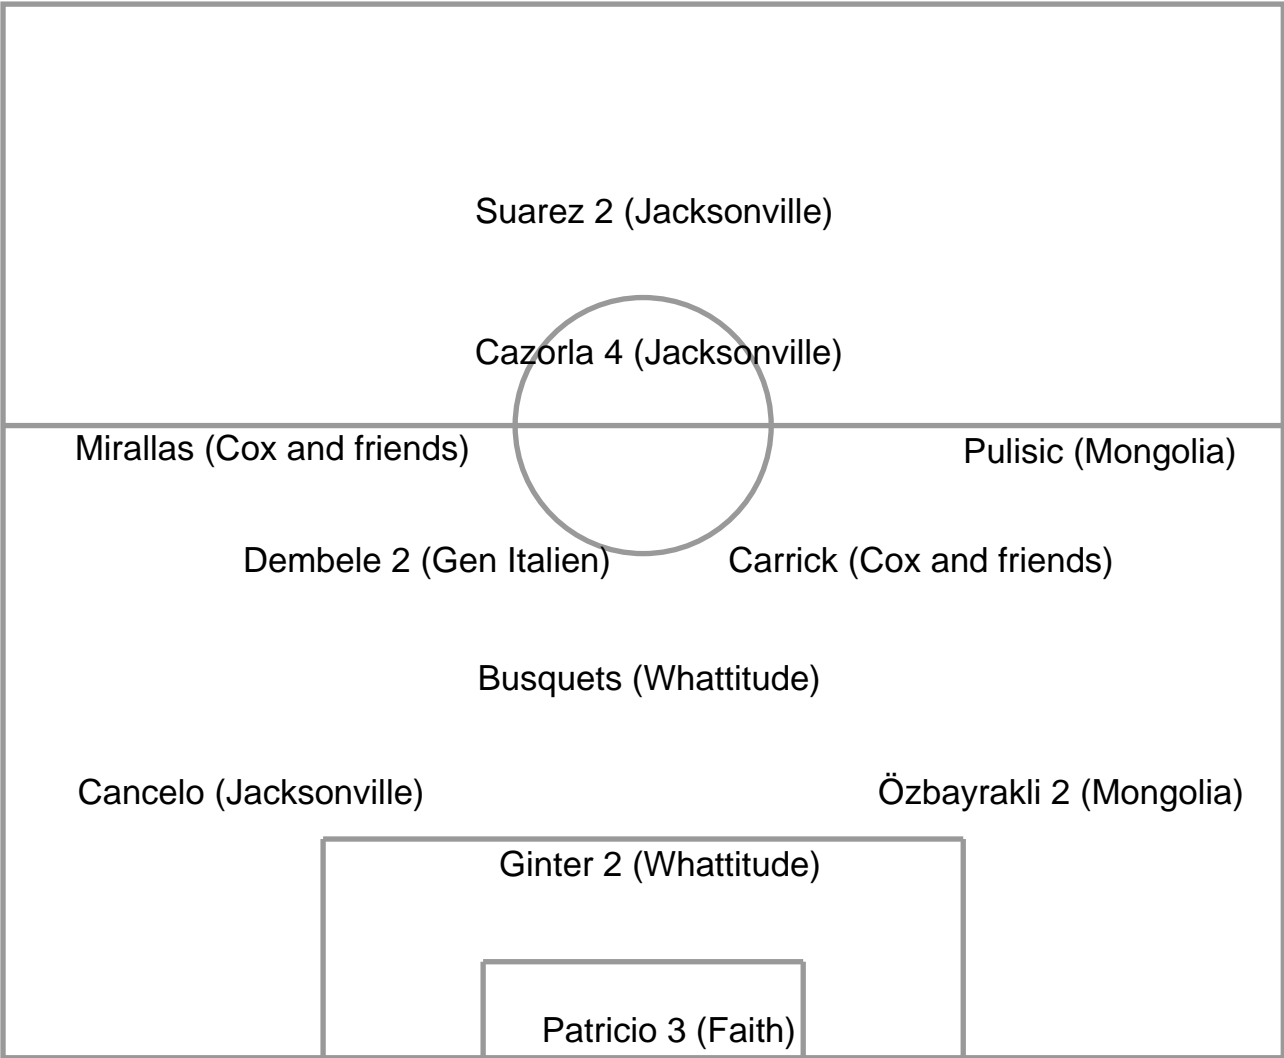 Suarez 2 (Jacksonville)
Cazorla 4 (Jacksonville)
Mirallas (Cox and friends)
Pulisic (Mongolia)
Dembele 2 (Gen Italien)
Carrick (Cox and friends)
Busquets (Whattitude)
Cancelo (Jacksonville)
Özbayrakli 2 (Mongolia)
Ginter 2 (Whattitude)
Patricio 3 (Faith)